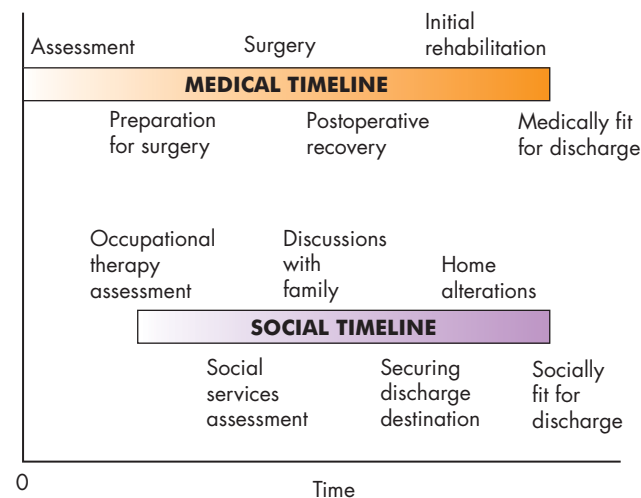 Assessment
Surgery
Initial
rehabilitation
MEDICAL TIMELINE
Preparation
for surgery
Postoperative
recovery
Medically fit
for discharge
Occupational
therapy
assessment
Discussions
with
family
Home
alterations
SOCIAL TIMELINE
Social
services
assessment
Securing
discharge
destination
Socially
fit for
discharge
0
Time